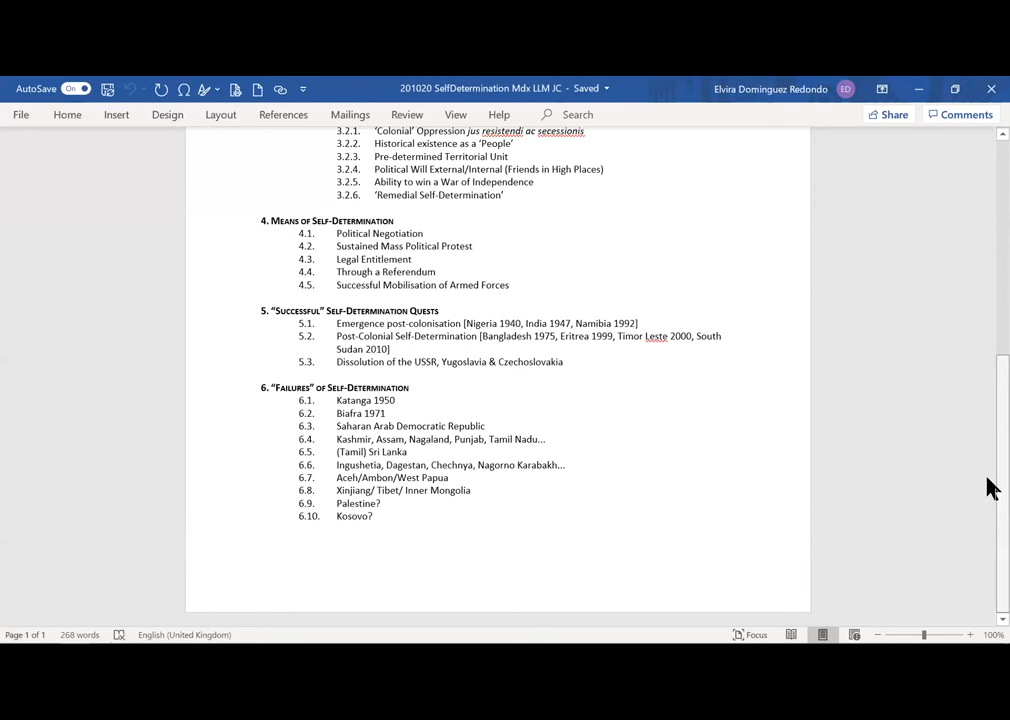 AutoSave On 201020 SelfDetermination Mdx LLM JC - Saved Elvira Dominguez Redondo ED
File Home Insert Design Layout References Mailings Review View Help Search Share Comments
3.2.1. ‘Colonial’ Oppression jus resistendi ac secessionis
3.2.2. Historical existence as a ‘People’
3.2.3. Pre-determined Territorial Unit
3.2.4. Political Will External/Internal (Friends in High Places)
3.2.5. Ability to win a War of Independence
3.2.6. ‘Remedial Self-Determination’
4. MEANS OF SELF-DETERMINATION
4.1. Political Negotiation
4.2. Sustained Mass Political Protest
4.3. Legal Entitlement
4.4. Through a Referendum
4.5. Successful Mobilisation of Armed Forces
5. “SUCCESSFUL” SELF-DETERMINATION QUESTS
5.1. Emergence post-colonisation [Nigeria 1940, India 1947, Namibia 1992]
5.2. Post-Colonial Self-Determination [Bangladesh 1975, Eritrea 1999, Timor Leste 2000, South
Sudan 2010]
5.3. Dissolution of the USSR, Yugoslavia & Czechoslovakia
6. “FAILURES” OF SELF-DETERMINATION
6.1. Katanga 1950
6.2. Biafra 1971
6.3. Saharan Arab Democratic Republic
6.4. Kashmir, Assam, Nagaland, Punjab, Tamil Nadu...
6.5. (Tamil) Sri Lanka
6.6. Ingushetia, Dagestan, Chechnya, Nagorno Karabakh...
6.7. Aceh/Ambon/West Papua
6.8. Xinjiang/ Tibet/ Inner Mongolia
6.9. Palestine?
6.10. Kosovo?
Page 1 of 1 268 words English (United Kingdom) Focus 100%